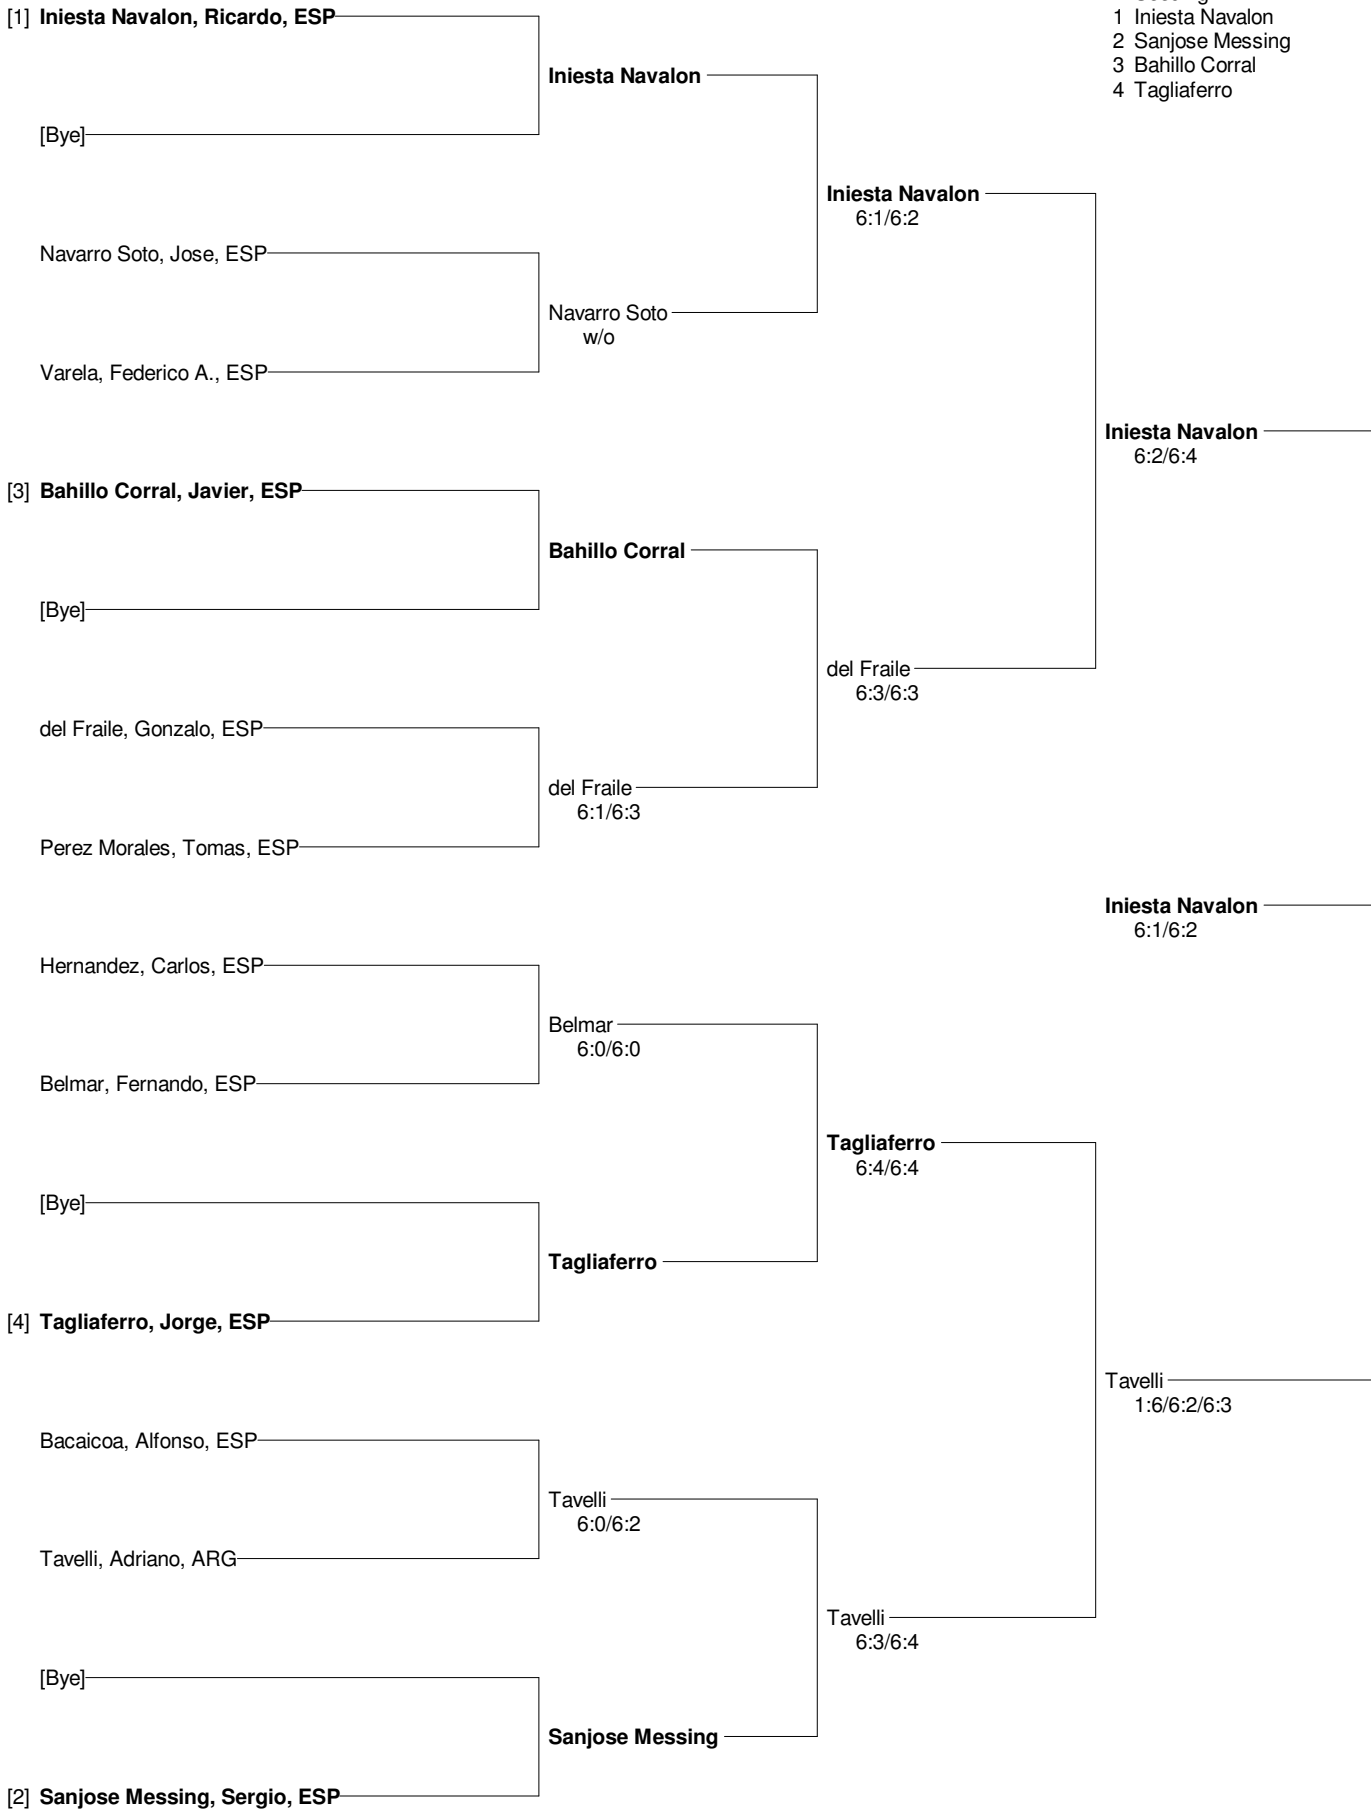 [1] Iniesta Navalon, Ricardo, ESP
1 Iniesta Navalon
2 Sanjose Messing
3 Bahillo Corral
4 Tagliaferro
Iniesta Navalon
[Bye]
Iniesta Navalon
6:1/6:2
Navarro Soto, Jose, ESP
Navarro Soto
w/o
Varela, Federico A., ESP
Iniesta Navalon
6:2/6:4
[3] Bahillo Corral, Javier, ESP
Bahillo Corral
[Bye]
del Fraile
6:3/6:3
del Fraile, Gonzalo, ESP
del Fraile
6:1/6:3
Perez Morales, Tomas, ESP
Iniesta Navalon
6:1/6:2
Hernandez, Carlos, ESP
Belmar
6:0/6:0
Belmar, Fernando, ESP
Tagliaferro
6:4/6:4
[Bye]
Tagliaferro
[4] Tagliaferro, Jorge, ESP
Tavelli
1:6/6:2/6:3
Bacaicoa, Alfonso, ESP
Tavelli
6:0/6:2
Tavelli, Adriano, ARG
Tavelli
6:3/6:4
[Bye]
Sanjose Messing
[2] Sanjose Messing, Sergio, ESP